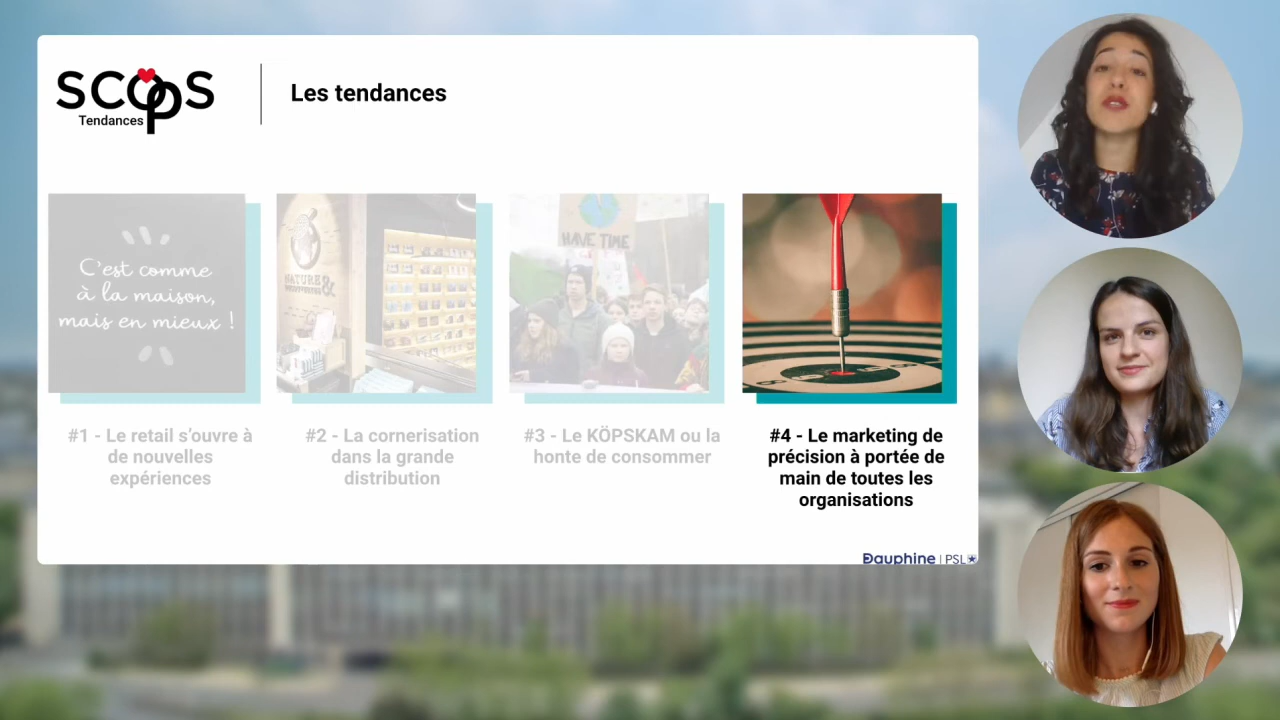 SCOPS
Tendances
Les tendances
C'est comme
à la maison,
mais en mieux !
NATURE &
HAVE TIME
#1 - Le retail s'ouvre à
de nouvelles
expériences
#2 - La cornerisation
dans la grande
distribution
#3 - Le KÖPSKAM ou la
honte de consommer
#4 - Le marketing de
précision à portée de
main de toutes les
organisations
Dauphine | PSL